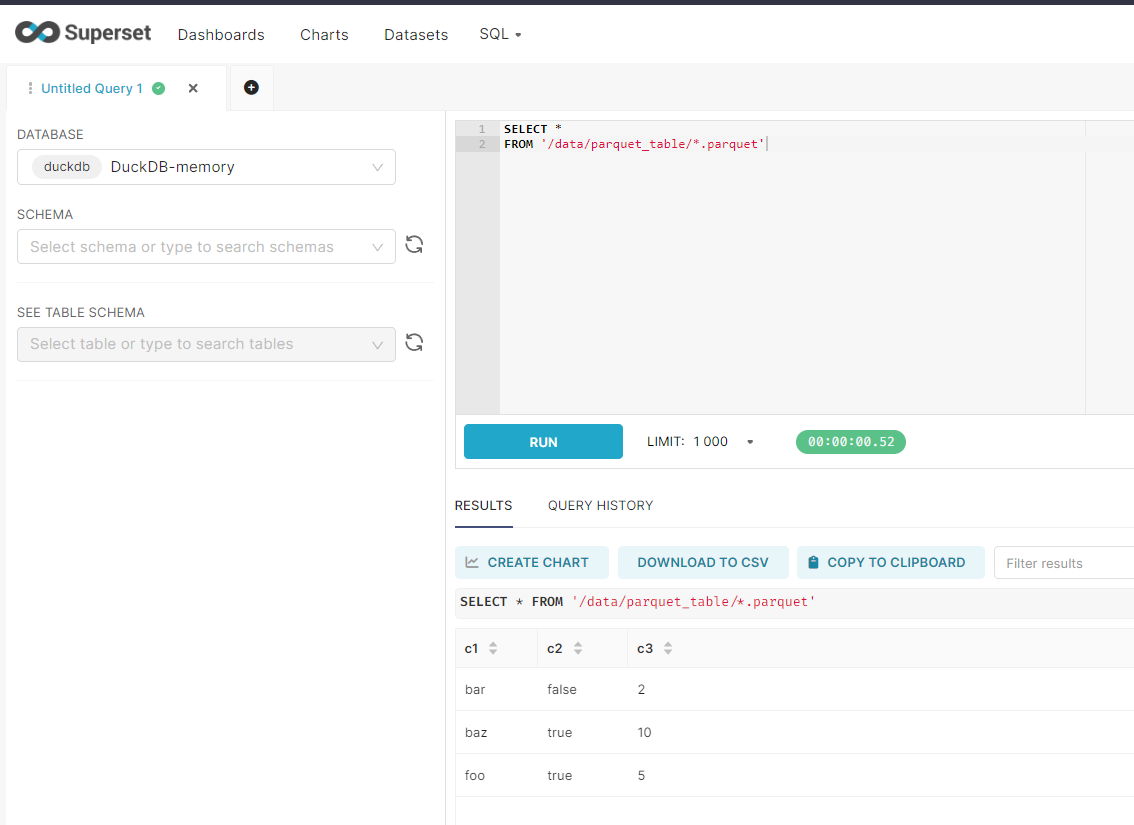 Superset Dashboards Charts Datasets SQL
Untitled Query 1
DATABASE
duckdb DuckDB-memory
SCHEMA
Select schema or type to search schemas
SEE TABLE SCHEMA
Select table or type to search tables
1 SELECT *
2 FROM '/data/parquet_table/*.parquet'
RUN LIMIT: 1 000 00:00:00.52
RESULTS QUERY HISTORY
CREATE CHART DOWNLOAD TO CSV COPY TO CLIPBOARD Filter results
SELECT * FROM '/data/parquet_table/*.parquet'
c1 c2 c3
bar false 2
baz true 10
foo true 5